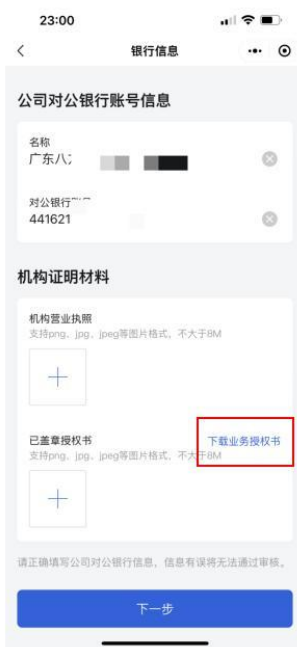 23:00
银行信息
公司对公银行账号信息
名称
广东八
对公银行
441621
机构证明材料
机构营业执照
支持png、jpg、jpeg等图片格式，不大于8M
已盖章授权书
下载业务授权书
支持png、jpg、jpeg等图片格式，不大于8M
请正确填写公司对公银行信息，信息有误将无法通过审核。
下一步